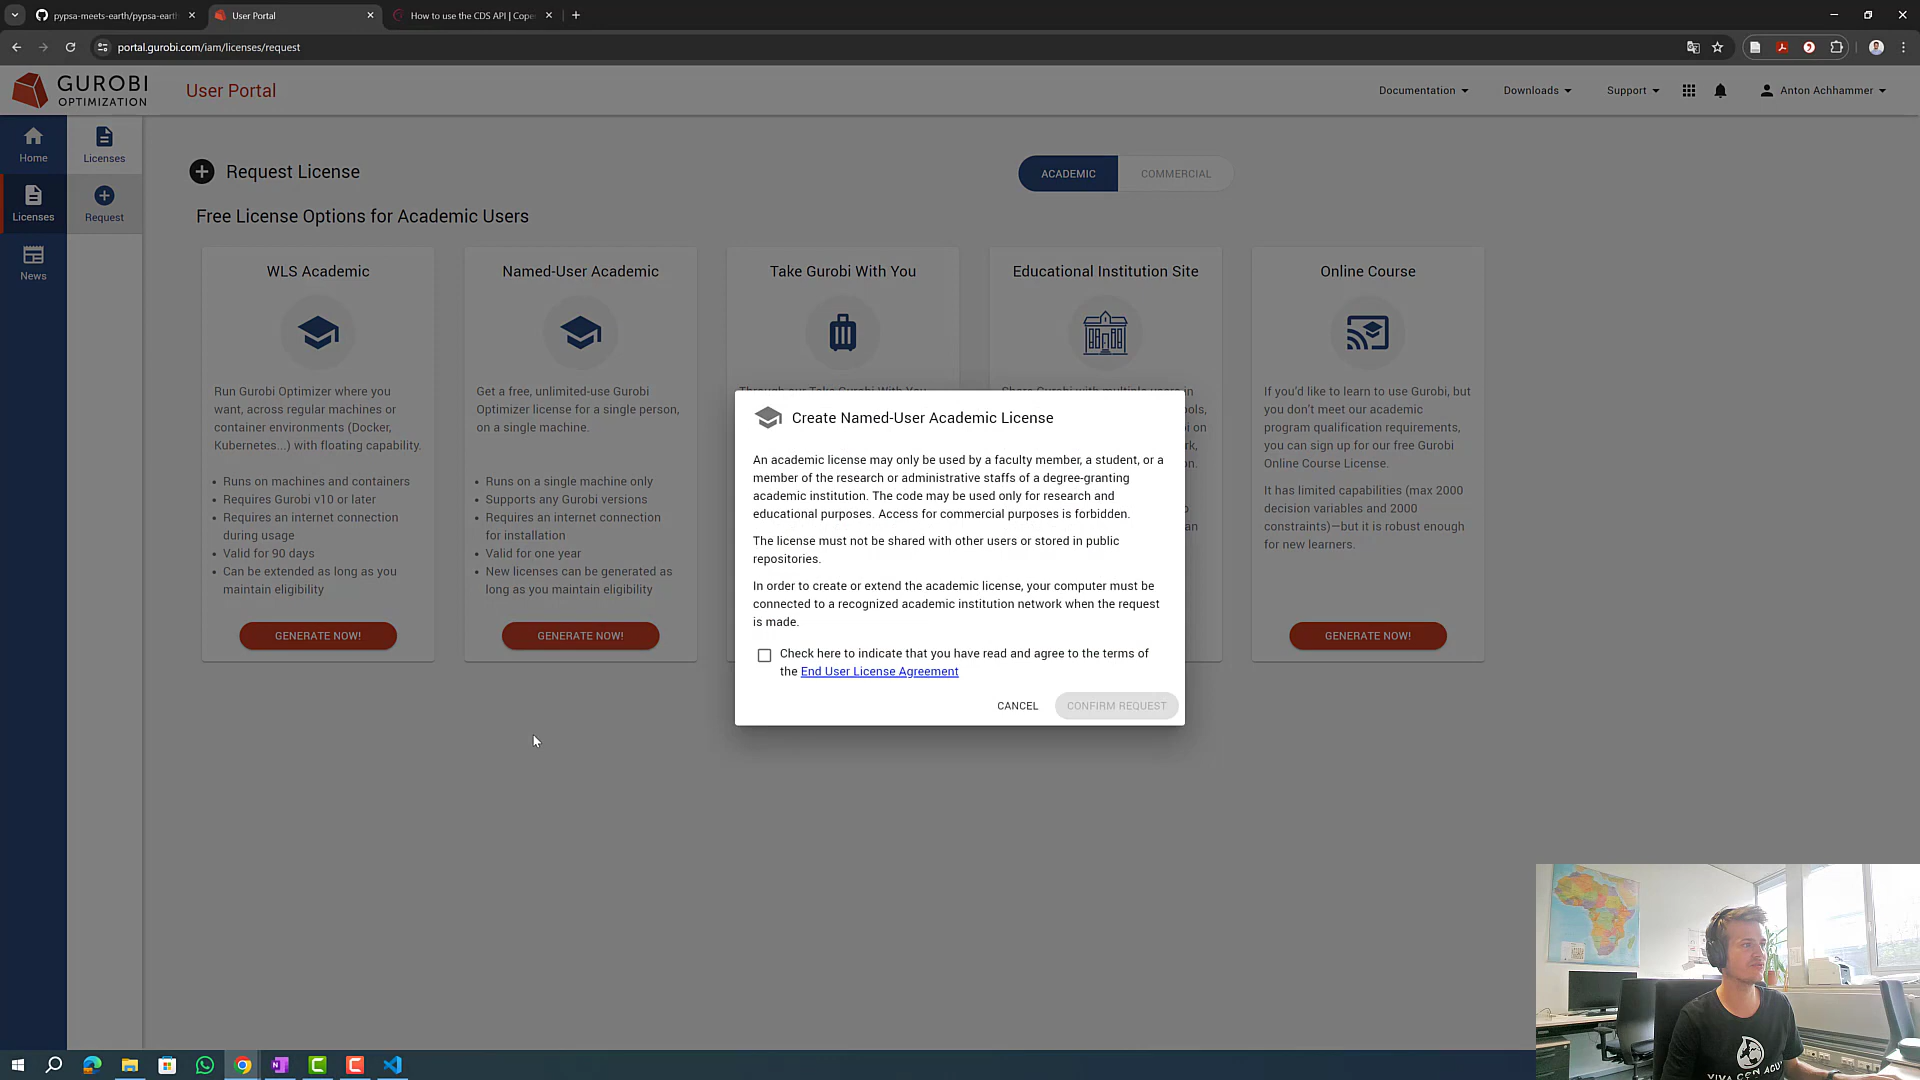 pypsa-meets-earth/pypsa-earth
User Portal
How to use the CDS API | Cope
portal.gurobi.com/iam/licenses/request
GUROBI
OPTIMIZATION
User Portal
Documentation
Downloads
Support
Anton Achhammer
Home
Licenses
News
Licenses
Request
Request License
ACADEMIC
COMMERCIAL
Free License Options for Academic Users
WLS Academic
Run Gurobi Optimizer where you
want, across regular machines or
container environments (Docker,
Kubernetes...) with floating capability.
• Runs on machines and containers
• Requires Gurobi v10 or later
• Requires an internet connection
during usage
• Valid for 90 days
• Can be extended as long as you
maintain eligibility
GENERATE NOW!
Named-User Academic
Get a free, unlimited-use Gurobi
Optimizer license for a single person,
on a single machine.
• Runs on a single machine only
• Supports any Gurobi versions
• Requires an internet connection
for installation
• Valid for one year
• New licenses can be generated as
long as you maintain eligibility
GENERATE NOW!
Take Gurobi With You
Educational Institution Site
Online Course
If you'd like to learn to use Gurobi, but
you don't meet our academic
program qualification requirements,
you can sign up for our free Gurobi
Online Course License.
It has limited capabilities (max 2000
decision variables and 2000
constraints)—but it is robust enough
for new learners.
GENERATE NOW!
Create Named-User Academic License
An academic license may only be used by a faculty member, a student, or a
member of the research or administrative staffs of a degree-granting
academic institution. The code may be used only for research and
educational purposes. Access for commercial purposes is forbidden.
The license must not be shared with other users or stored in public
repositories.
In order to create or extend the academic license, your computer must be
connected to a recognized academic institution network when the request
is made.
Check here to indicate that you have read and agree to the terms of
the End User License Agreement
CANCEL
CONFIRM REQUEST
VIVA CON AGUA